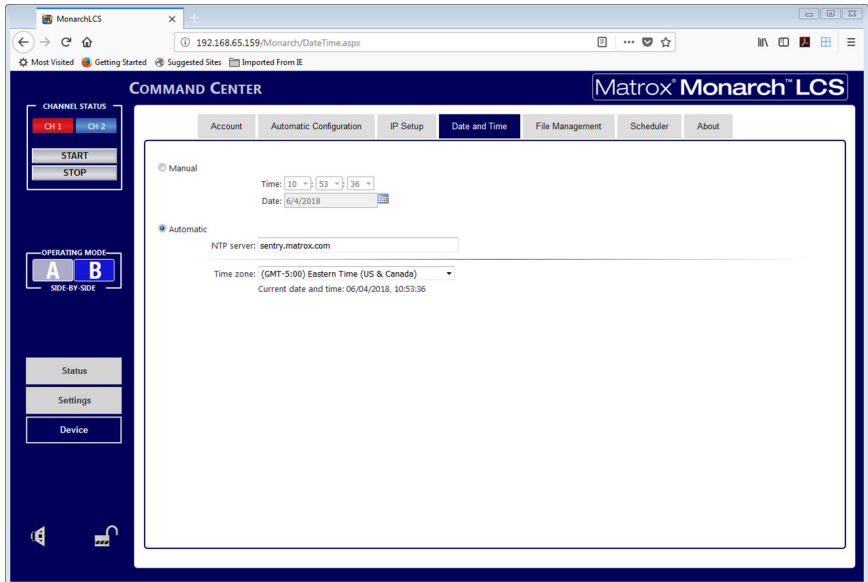 MonarchLCS
192.168.65.159/Monarch/DateTime.aspx
Most Visited Getting Started Suggested Sites Imported From IE
COMMAND CENTER
Matrox® Monarch™ LCS
CHANNEL STATUS
CH 1 CH 2
START
STOP
OPERATING MODE
A B
SIDE-BY-SIDE
Status
Settings
Device
Account Automatic Configuration IP Setup Date and Time File Management Scheduler About
Manual
Time: 10 : 53 : 36
Date: 6/4/2018
Automatic
NTP server: sentry.matrox.com
Time zone: (GMT-5:00) Eastern Time (US & Canada)
Current date and time: 06/04/2018, 10:53:36